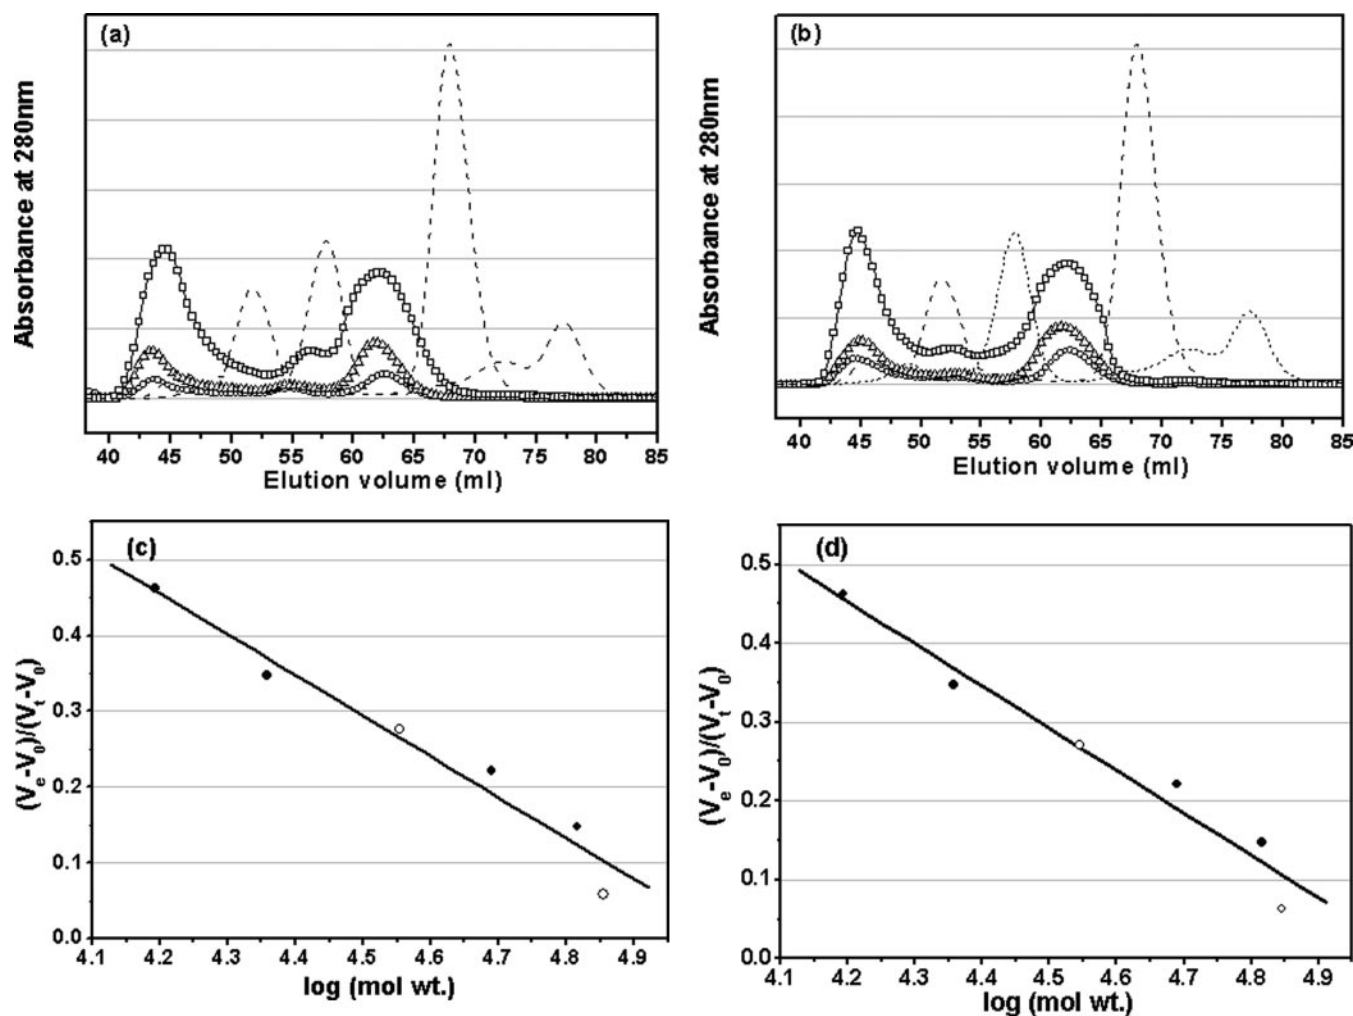 (a)
Absorbance at 280nm
40 45 50 55 60 65 70 75 80 85
Elution volume (ml)
(b)
Absorbance at 280nm
40 45 50 55 60 65 70 75 80 85
Elution volume (ml)
(c)
0.5
0.4
0.3
0.2
0.1
0.0
(Ve-V0)/(Vt-V0)
4.1 4.2 4.3 4.4 4.5 4.6 4.7 4.8 4.9
log (mol wt.)
(d)
0.5
0.4
0.3
0.2
0.1
0.0
(Ve-V0)/(Vt-V0)
4.1 4.2 4.3 4.4 4.5 4.6 4.7 4.8 4.9
log (mol wt.)